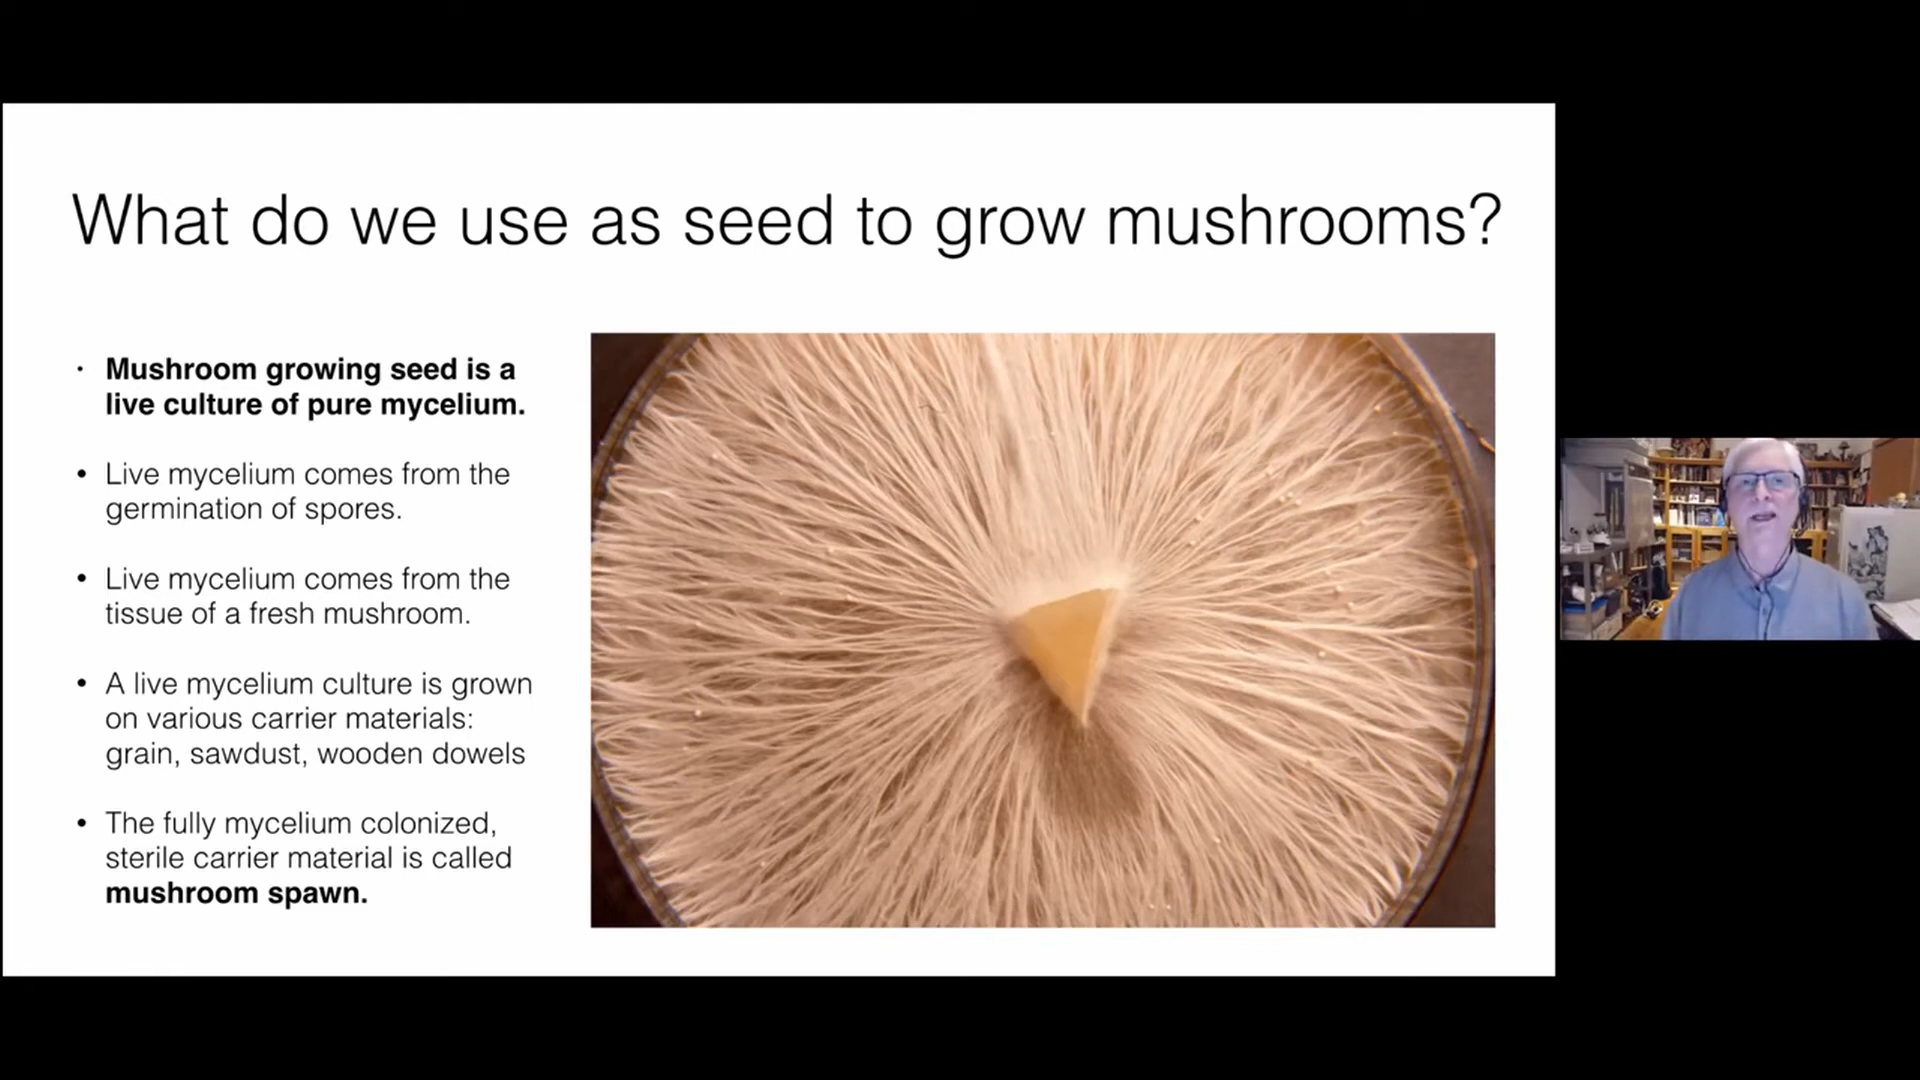 What do we use as seed to grow mushrooms?
• Mushroom growing seed is a
live culture of pure mycelium.
• Live mycelium comes from the
germination of spores.
• Live mycelium comes from the
tissue of a fresh mushroom.
• A live mycelium culture is grown
on various carrier materials:
grain, sawdust, wooden dowels
• The fully mycelium colonized,
sterile carrier material is called
mushroom spawn.